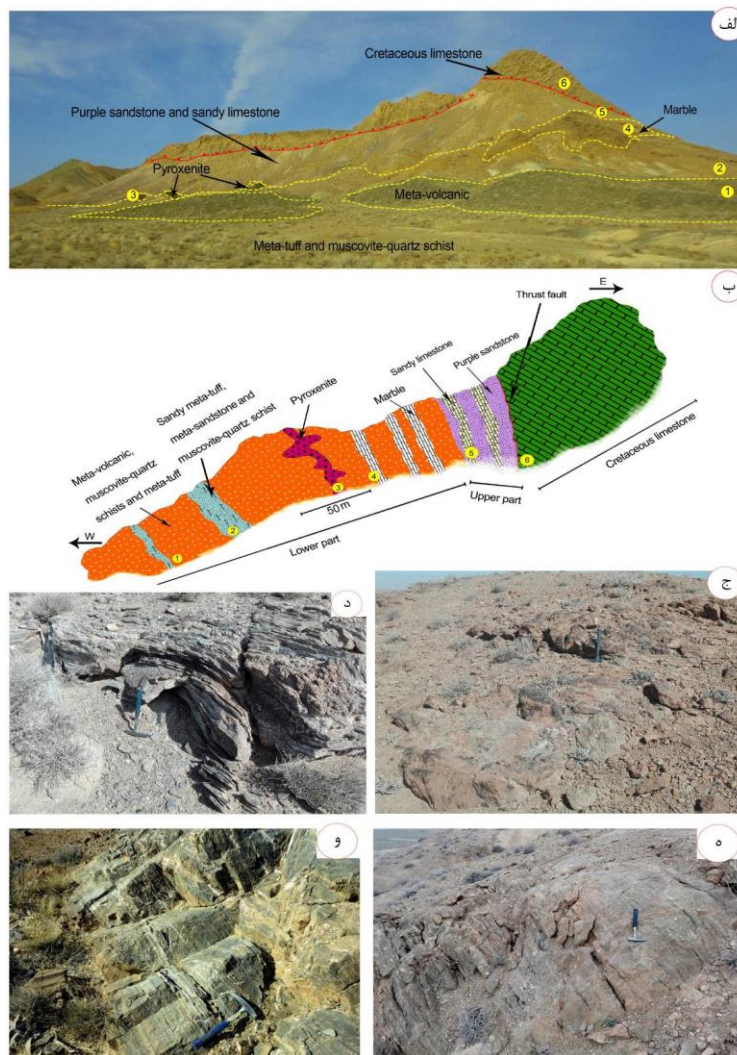 الف
Cretaceous limestone
6
Purple sandstone and sandy limestone
5
Marble
4
Pyroxenite
3
2
Meta-volcanic
1
Meta-tuff and muscovite-quartz schist
ب
E
Thrust fault
Purple sandstone
Sandy limestone
Marble
Pyroxenite
Sandy meta-tuff,
meta-sandstone and
muscovite-quartz schist
Meta-volcanic,
muscovite-quartz
schists and meta-tuff
W
1
2
3
4
5
6
50 m
Lower part
Upper part
Cretaceous limestone
ج
د
ه
و